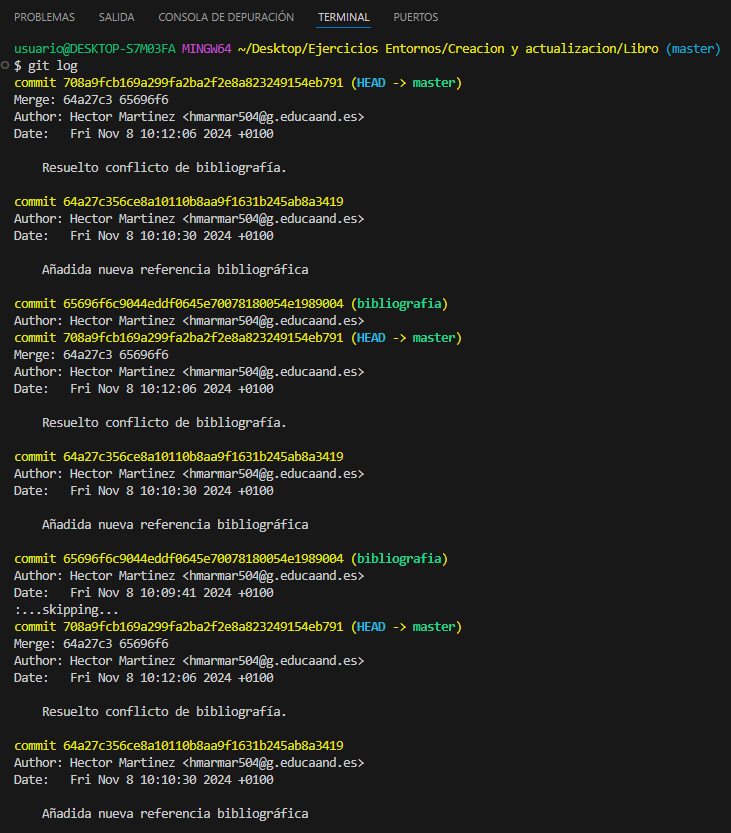 PROBLEMAS SALIDA CONSOLA DE DEPURACIÓN TERMINAL PUERTOS
usuario@DESKTOP-S7M03FA MINGW64 ~/Desktop/Ejercicios Entornos/Creacion y actualizacion/Libro (master)
$ git log
commit 708a9fcb169a299fa2ba2f2e8a823249154eb791 (HEAD -> master)
Merge: 64a27c3 65696f6
Author: Hector Martinez <hmarmar504@g.educaand.es>
Date:   Fri Nov 8 10:12:06 2024 +0100
    Resuelto conflicto de bibliografía.
commit 64a27c356ce8a10110b8aa9f1631b245ab8a3419
Author: Hector Martinez <hmarmar504@g.educaand.es>
Date:   Fri Nov 8 10:10:30 2024 +0100
    Añadida nueva referencia bibliográfica
commit 65696f6c9044eddf0645e70078180054e1989004 (bibliografia)
Author: Hector Martinez <hmarmar504@g.educaand.es>
commit 708a9fcb169a299fa2ba2f2e8a823249154eb791 (HEAD -> master)
Merge: 64a27c3 65696f6
Author: Hector Martinez <hmarmar504@g.educaand.es>
Date:   Fri Nov 8 10:12:06 2024 +0100
    Resuelto conflicto de bibliografía.
commit 64a27c356ce8a10110b8aa9f1631b245ab8a3419
Author: Hector Martinez <hmarmar504@g.educaand.es>
Date:   Fri Nov 8 10:10:30 2024 +0100
    Añadida nueva referencia bibliográfica
commit 65696f6c9044eddf0645e70078180054e1989004 (bibliografia)
Author: Hector Martinez <hmarmar504@g.educaand.es>
Date:   Fri Nov 8 10:09:41 2024 +0100
:...skipping...
commit 708a9fcb169a299fa2ba2f2e8a823249154eb791 (HEAD -> master)
Merge: 64a27c3 65696f6
Author: Hector Martinez <hmarmar504@g.educaand.es>
Date:   Fri Nov 8 10:12:06 2024 +0100
    Resuelto conflicto de bibliografía.
commit 64a27c356ce8a10110b8aa9f1631b245ab8a3419
Author: Hector Martinez <hmarmar504@g.educaand.es>
Date:   Fri Nov 8 10:10:30 2024 +0100
    Añadida nueva referencia bibliográfica